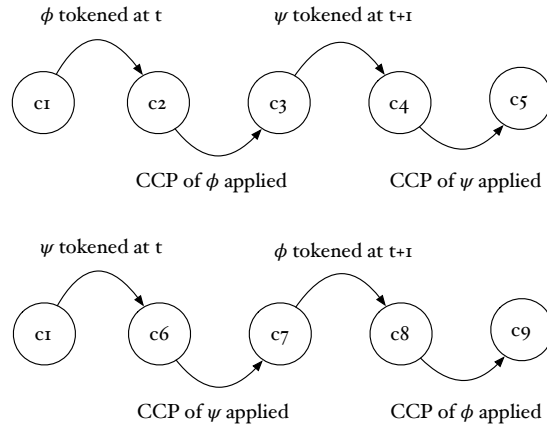 ϕ tokened at t
ψ tokened at t+1
c1
c2
c3
c4
c5
CCP of ϕ applied
CCP of ψ applied
ψ tokened at t
ϕ tokened at t+1
c1
c6
c7
c8
c9
CCP of ψ applied
CCP of ϕ applied